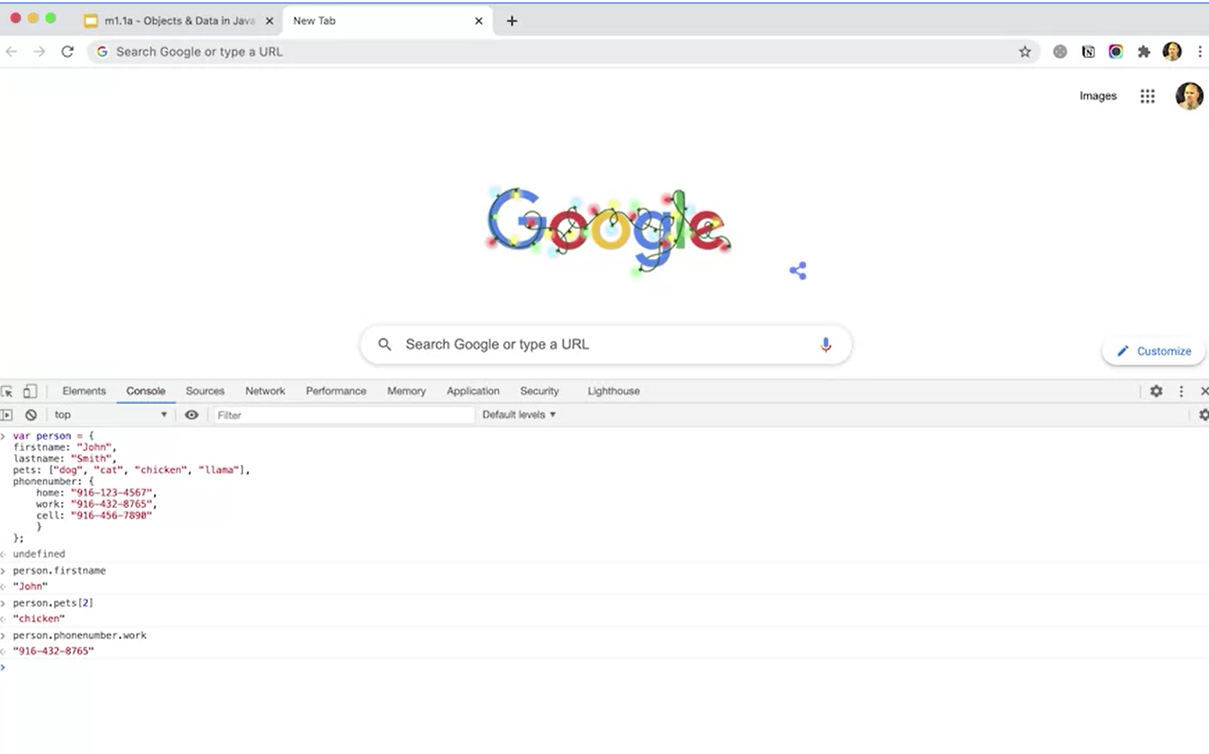 m1.1a - Objects & Data in Java
New Tab
Search Google or type a URL
Images
Google
Search Google or type a URL
Customize
Elements Console Sources Network Performance Memory Application Security Lighthouse
top Filter Default levels
var person = {
firstname: "John",
lastname: "Smith",
pets: ["dog", "cat", "chicken", "llama"],
phonenumber: {
home: "916-123-4567",
work: "916-432-8765",
cell: "916-456-7890"
}
};
undefined
person.firstname
"John"
person.pets[2]
"chicken"
person.phonenumber.work
"916-432-8765"